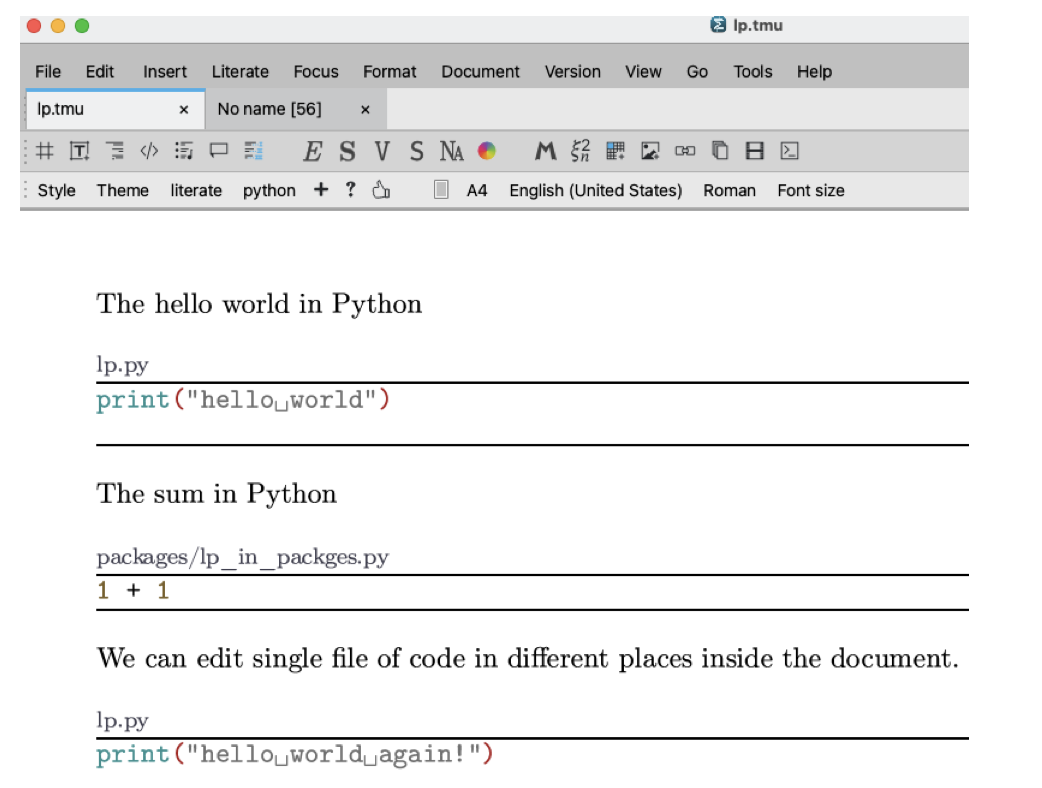 lp.tmu
File Edit Insert Literate Focus Format Document Version View Go Tools Help
lp.tmu × No name [56] ×
E S V S NA M
Style Theme literate python + ? A4 English (United States) Roman Font size
The hello world in Python
lp.py
print("hello␣world")
The sum in Python
packages/lp_in_packges.py
1 + 1
We can edit single file of code in different places inside the document.
lp.py
print("hello␣world␣again!")